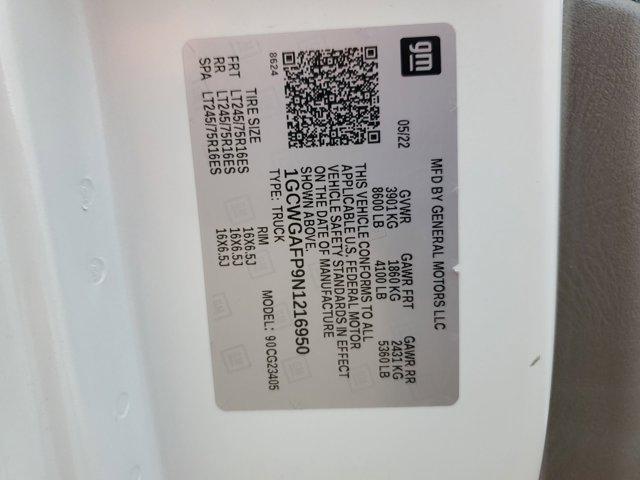 gm
MFD BY GENERAL MOTORS LLC
05/22 GVWR GAWR FRT GAWR RR
3901 KG 1860 KG 2431 KG
8600 LB 4100 LB 5360 LB
THIS VEHICLE CONFORMS TO ALL
APPLICABLE U.S. FEDERAL MOTOR
VEHICLE SAFETY STANDARDS IN EFFECT
ON THE DATE OF MANUFACTURE
SHOWN ABOVE.
1GCWGAFP9N1216950
8624 TYPE: TRUCK MODEL: 90CG23405
TIRE SIZE RIM
FRT LT245/75R16ES 16X6.5J
RR LT245/75R16ES 16X6.5J
SPA LT245/75R16ES 16X6.5J